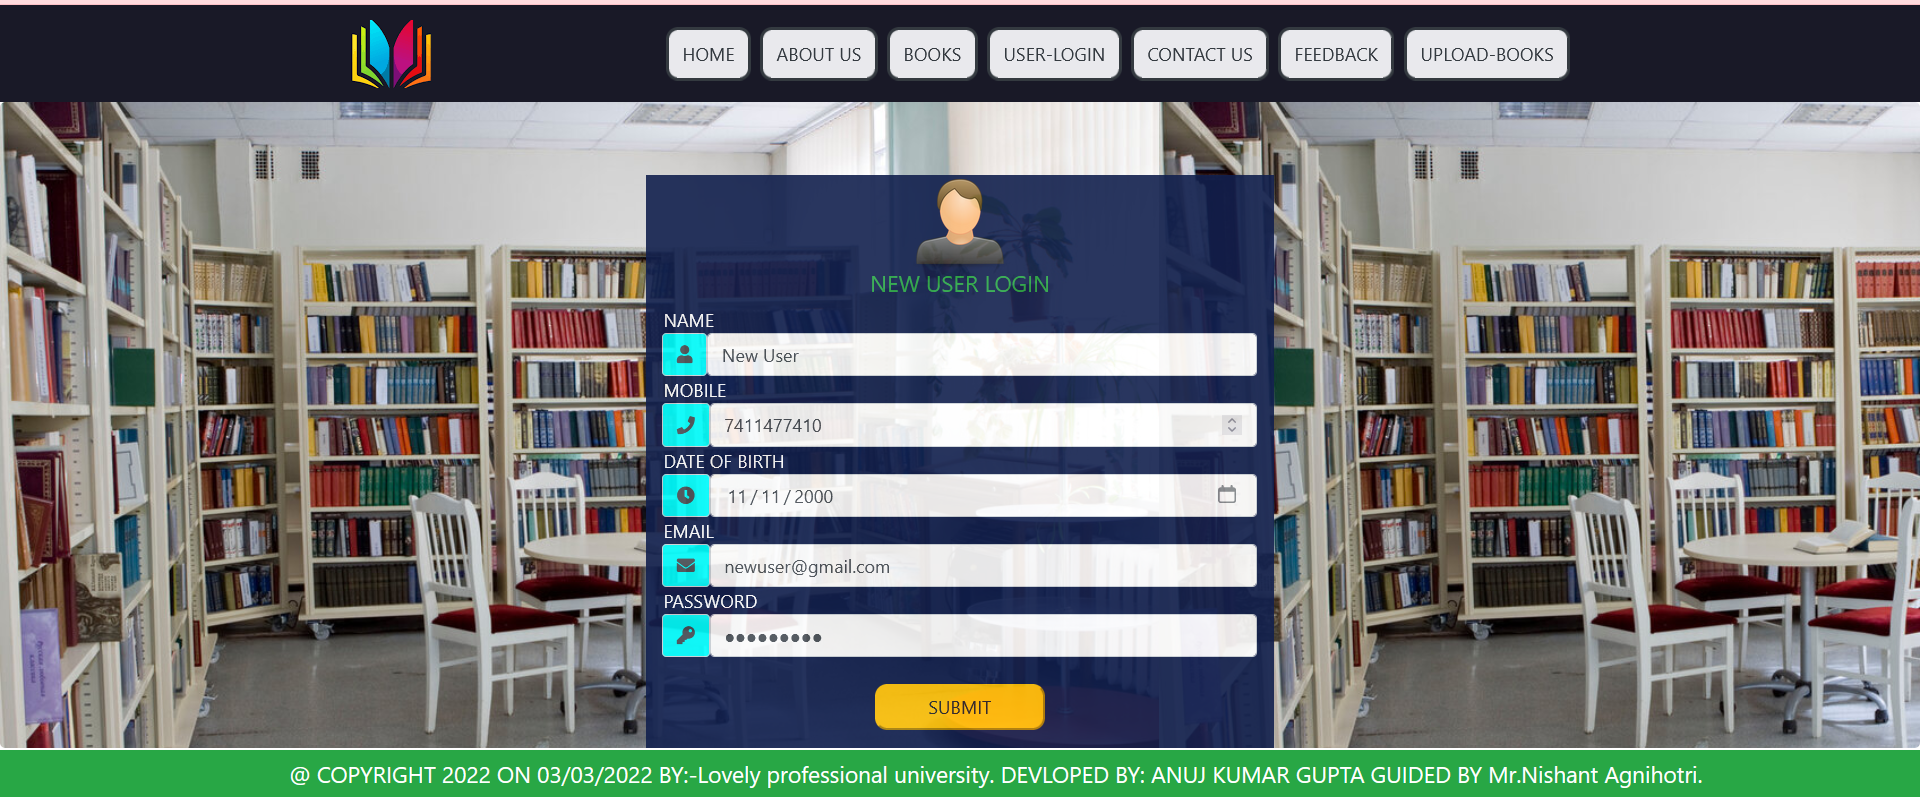 HOME ABOUT US BOOKS USER-LOGIN CONTACT US FEEDBACK UPLOAD-BOOKS
NEW USER LOGIN
NAME
New User
MOBILE
7411477410
DATE OF BIRTH
11 / 11 / 2000
EMAIL
newuser@gmail.com
PASSWORD
•••••••••
SUBMIT
@ COPYRIGHT 2022 ON 03/03/2022 BY:-Lovely professional university. DEVLOPED BY: ANUJ KUMAR GUPTA GUIDED BY Mr.Nishant Agnihotri.